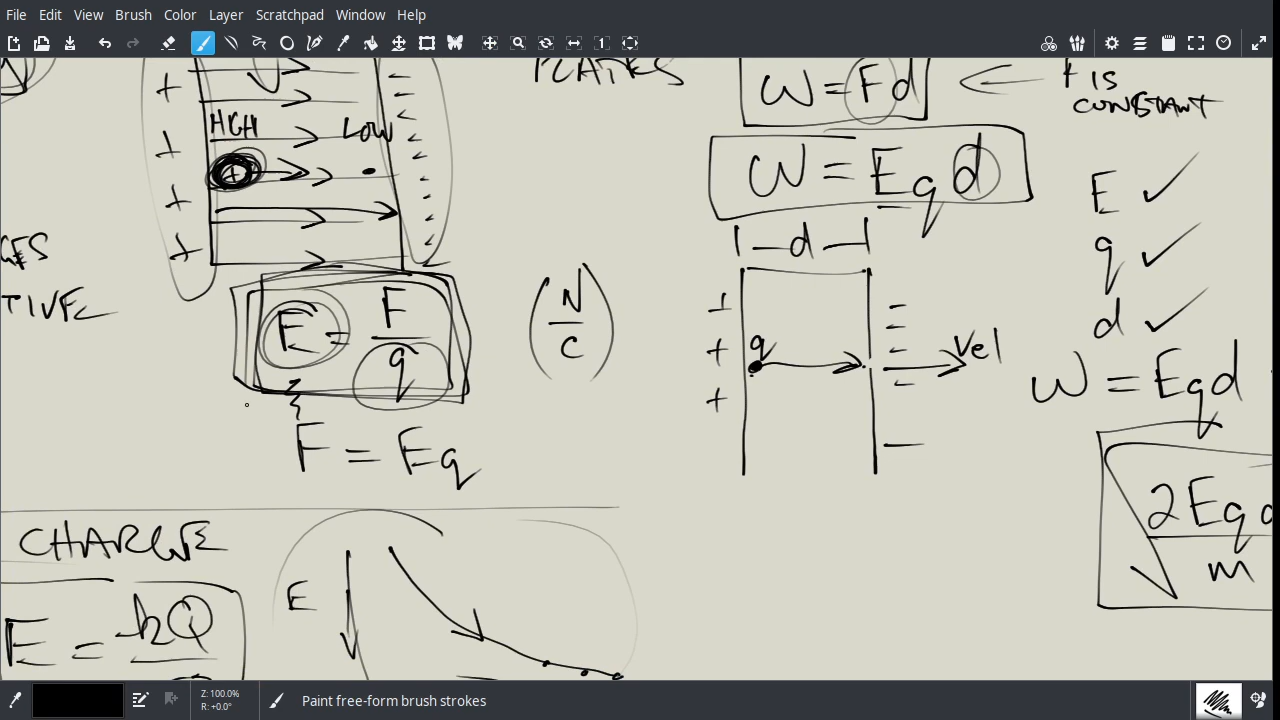 File Edit View Brush Color Layer Scratchpad Window Help
PLATES
W = Fd
F IS
CONSTANT
+ HGH LOW
W = Eqd
E ✓
q ✓
d ✓
|—d—|
E = F/q
(N/C)
q
Vel
W = Eqd
F = Eq
√2Eqd/m
CHARGE
E
E = kQ
Z: 100.0%
R: +0.0°
Paint free-form brush strokes